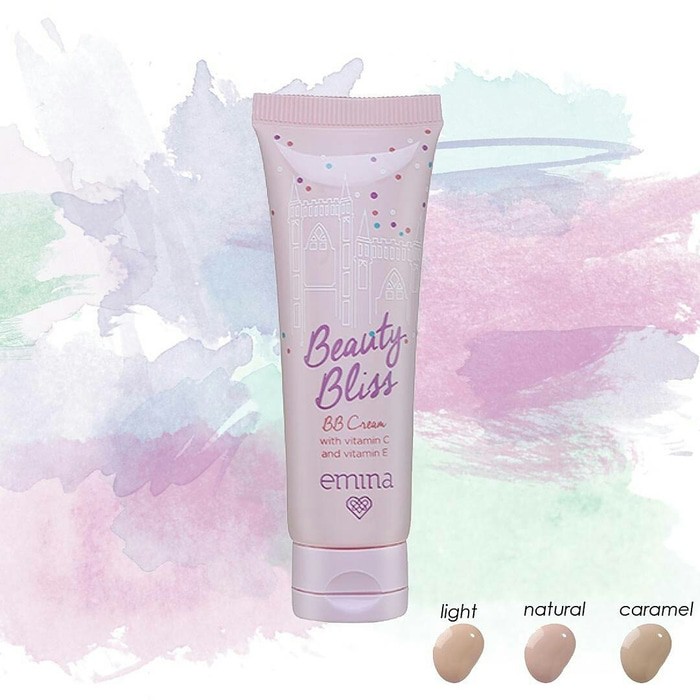 Beauty
Bliss
BB Cream
with vitamin C
and vitamin E
emina
light natural caramel